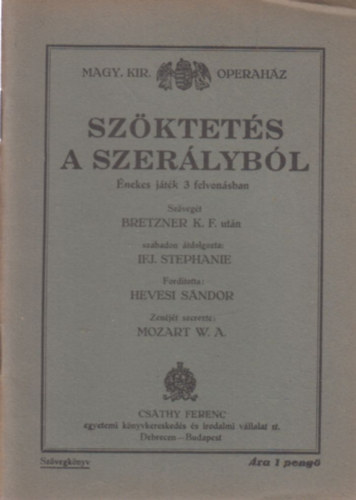 MAGY. KIR. OPERAHÁZ
SZÖKTETÉS
A SZERÁLYBÓL
Énekes játék 3 felvonásban
Szövegét
BRETZNER K. F. után
szabadon átdolgozta:
IFJ. STEPHANIE
Fordította:
HEVESI SÁNDOR
Zenéjét szerzette:
MOZART W. A.
CSÁTHY FERENC
egyetemi könyvkereskedés és irodalmi vállalat rt.
Debrecen—Budapest
Szövegkönyv
Ára 1 pengő